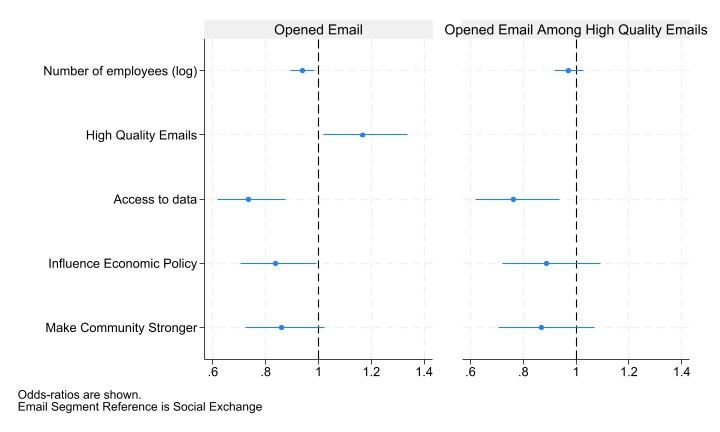 Opened Email
Opened Email Among High Quality Emails
Number of employees (log)
High Quality Emails
Access to data
Influence Economic Policy
Make Community Stronger
.6 .8 1 1.2 1.4
.6 .8 1 1.2 1.4
Odds-ratios are shown.
Email Segment Reference is Social Exchange